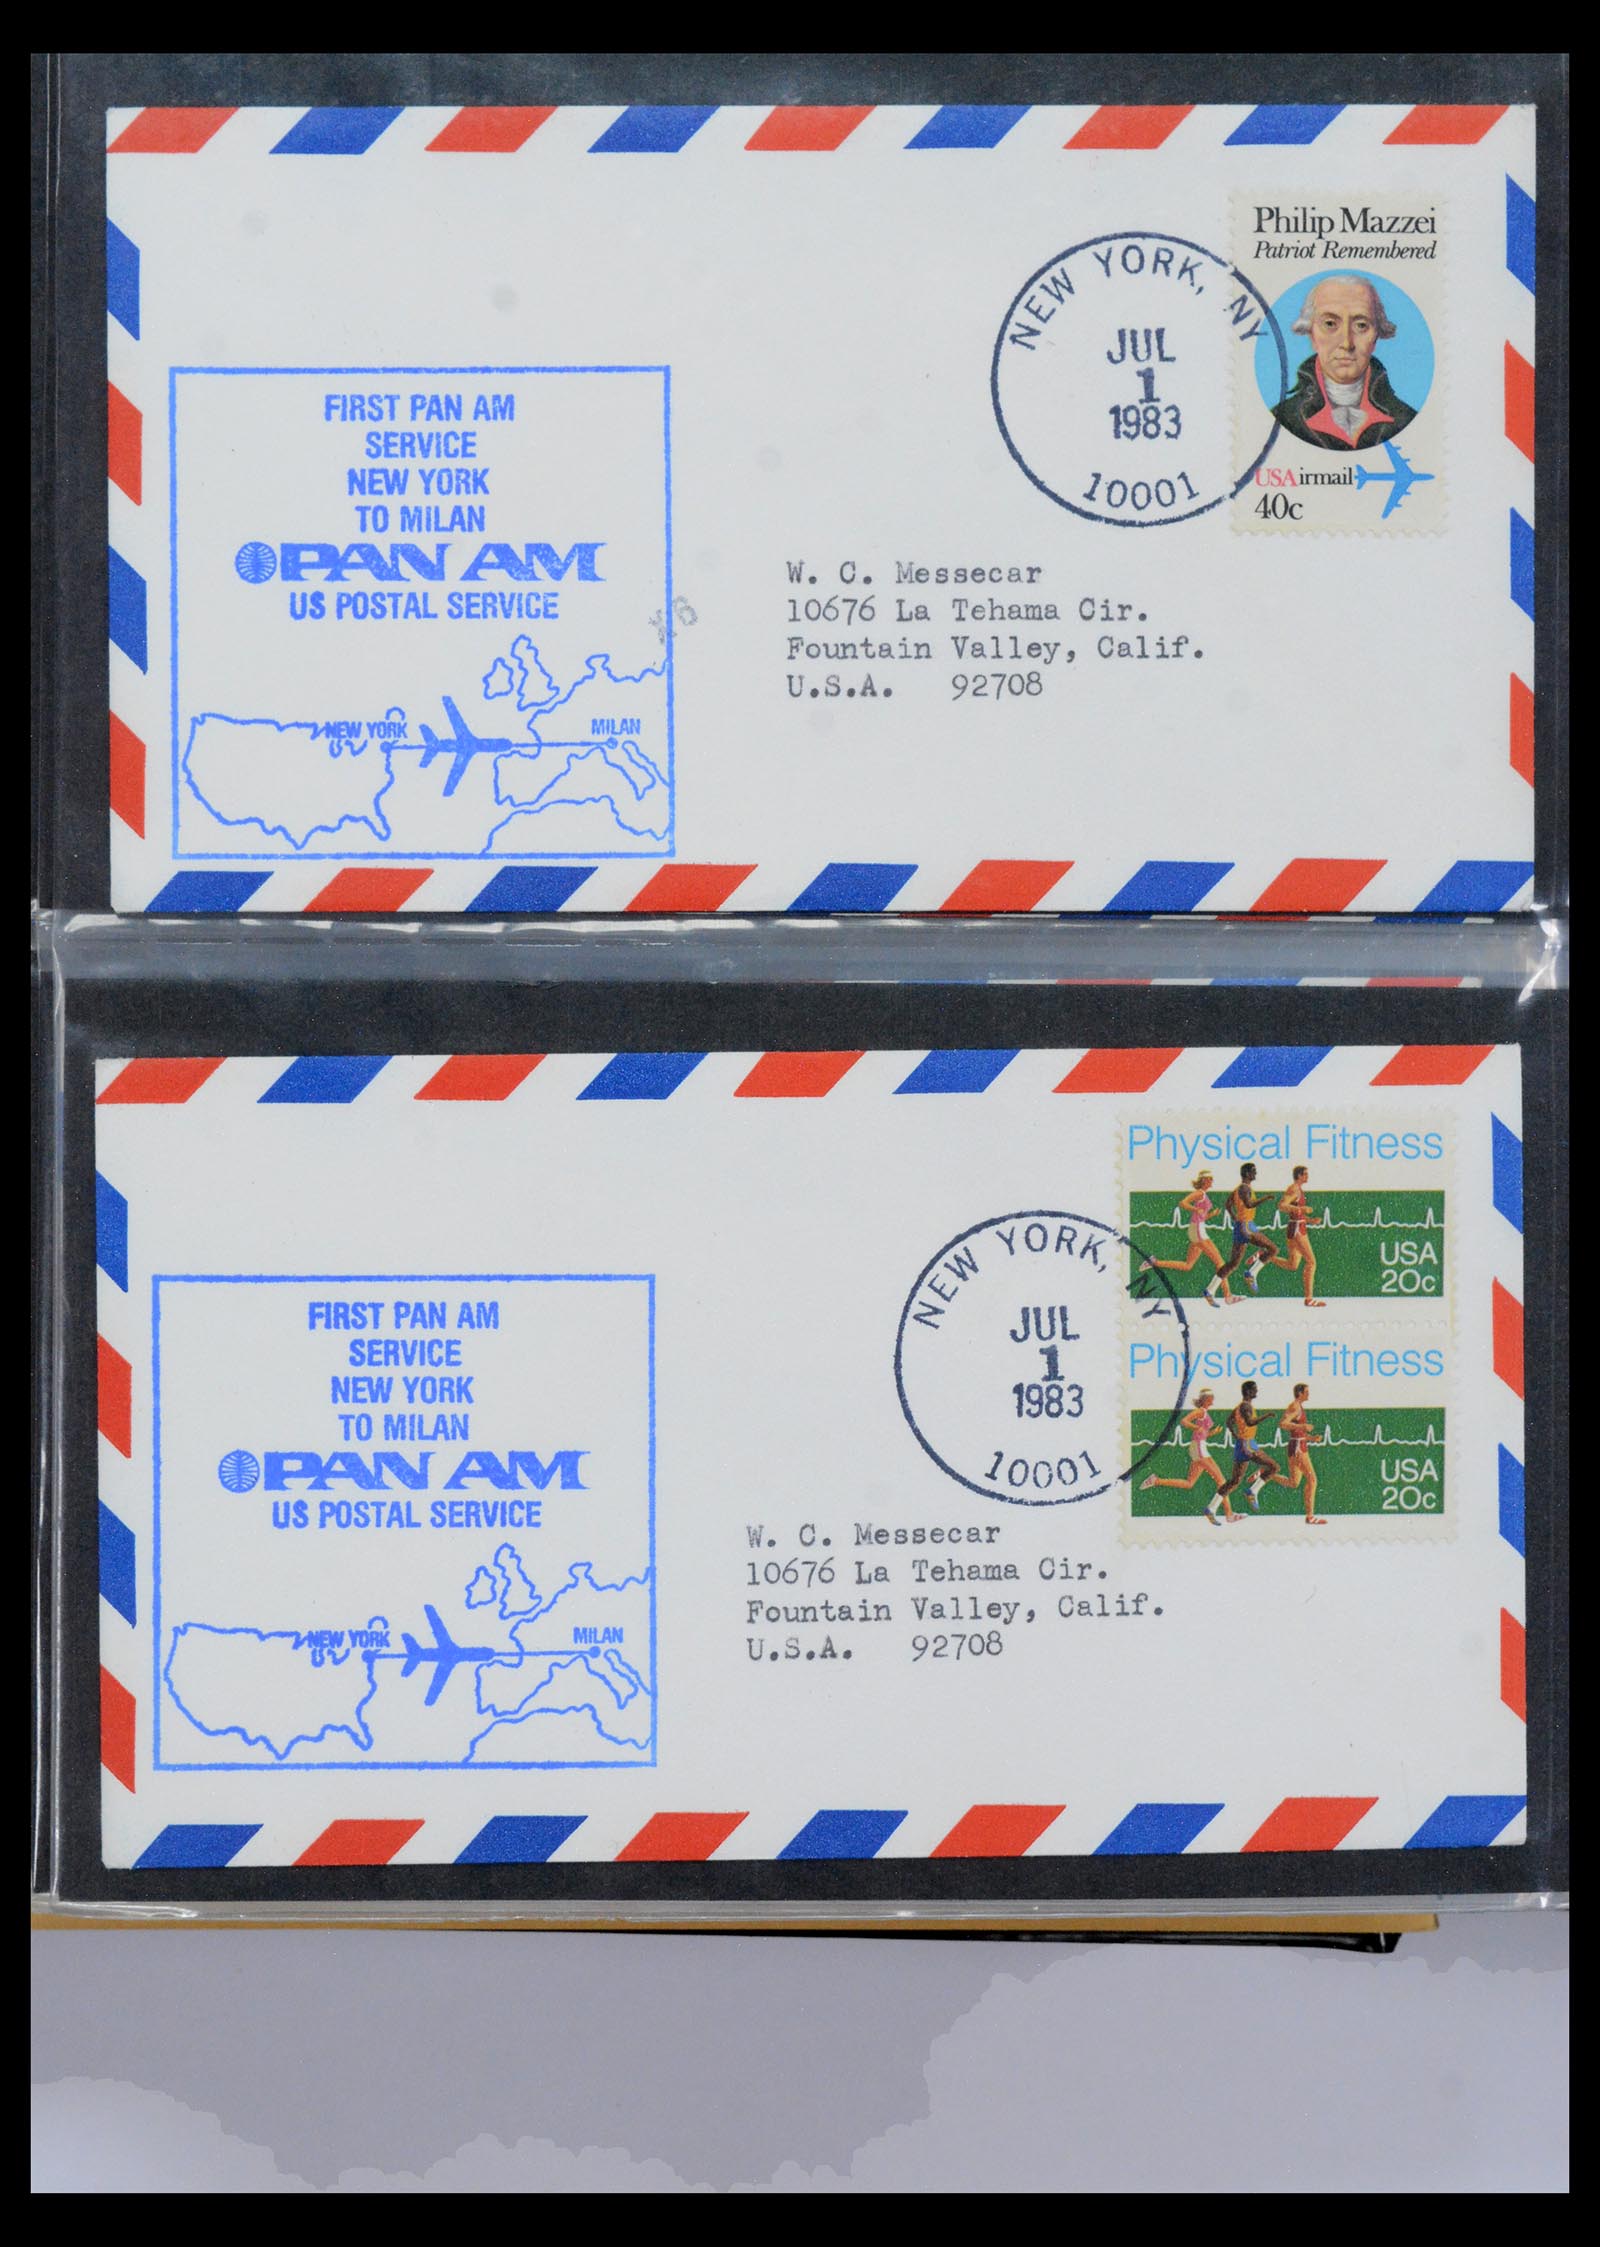 Philip Mazzei
Patriot Remembered
USAirmail
40c
NEW YORK, NY
JUL
1
1983
10001
FIRST PAN AM
SERVICE
NEW YORK
TO MILAN
PAN AM
US POSTAL SERVICE
NEW YORK
MILAN
W. C. Messecar
10676 La Tehama Cir.
Fountain Valley, Calif.
U.S.A. 92708
Physical Fitness
USA
20c
Physical Fitness
USA
20c
NEW YORK, NY
JUL
1
1983
10001
FIRST PAN AM
SERVICE
NEW YORK
TO MILAN
PAN AM
US POSTAL SERVICE
NEW YORK
MILAN
W. C. Messecar
10676 La Tehama Cir.
Fountain Valley, Calif.
U.S.A. 92708